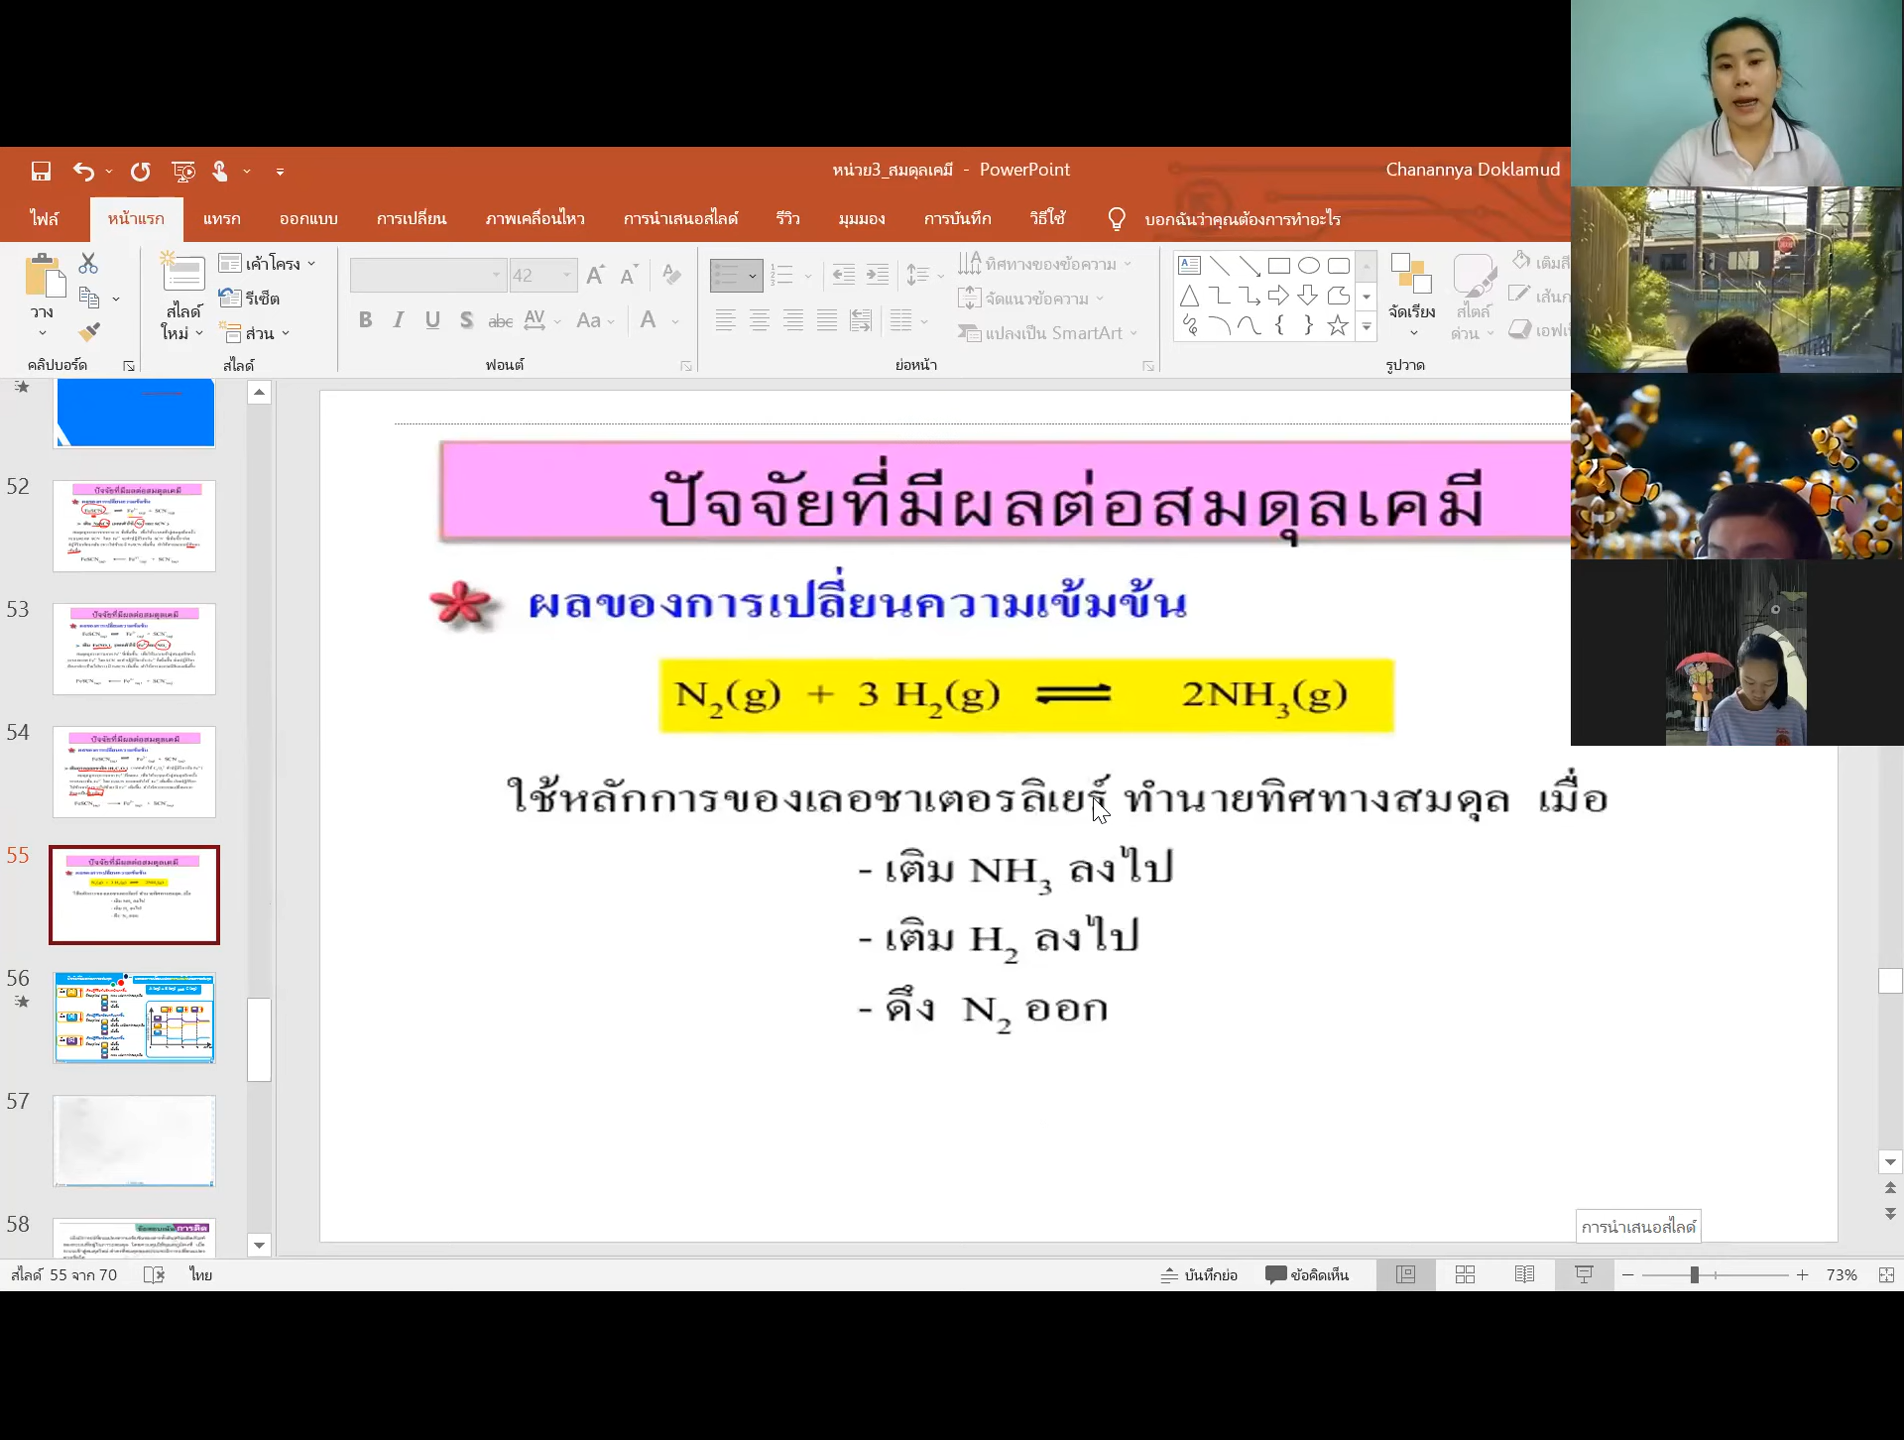 หน่วย3_สมดุลเคมี - PowerPoint
Chanannya Doklamud
ไฟล์ หน้าแรก แทรก ออกแบบ การเปลี่ยน ภาพเคลื่อนไหว การนำเสนอสไลด์ รีวิว มุมมอง การบันทึก วิธีใช้ บอกฉันว่าคุณต้องการทำอะไร
วาง
คลิปบอร์ด
สไลด์
ใหม่
เค้าโครง
รีเซ็ต
ส่วน
สไลด์
42
B I U S abc AV Aa A
ฟอนต์
ทิศทางของข้อความ
จัดแนวข้อความ
แปลงเป็น SmartArt
ย่อหน้า
จัดเรียง
สไตล์
ด่วน
รูปวาด
52
53
54
55
56
57
58
ปัจจัยที่มีผลต่อสมดุลเคมี
ผลของการเปลี่ยนความเข้มข้น
N₂(g) + 3 H₂(g) ⇌ 2NH₃(g)
ใช้หลักการของเลอชาเตอรลิเยร์ ทำนายทิศทางสมดุล เมื่อ
- เติม NH₃ ลงไป
- เติม H₂ ลงไป
- ดึง N₂ ออก
การนำเสนอสไลด์
สไลด์ 55 จาก 70 ไทย
บันทึกย่อ ข้อคิดเห็น 73%